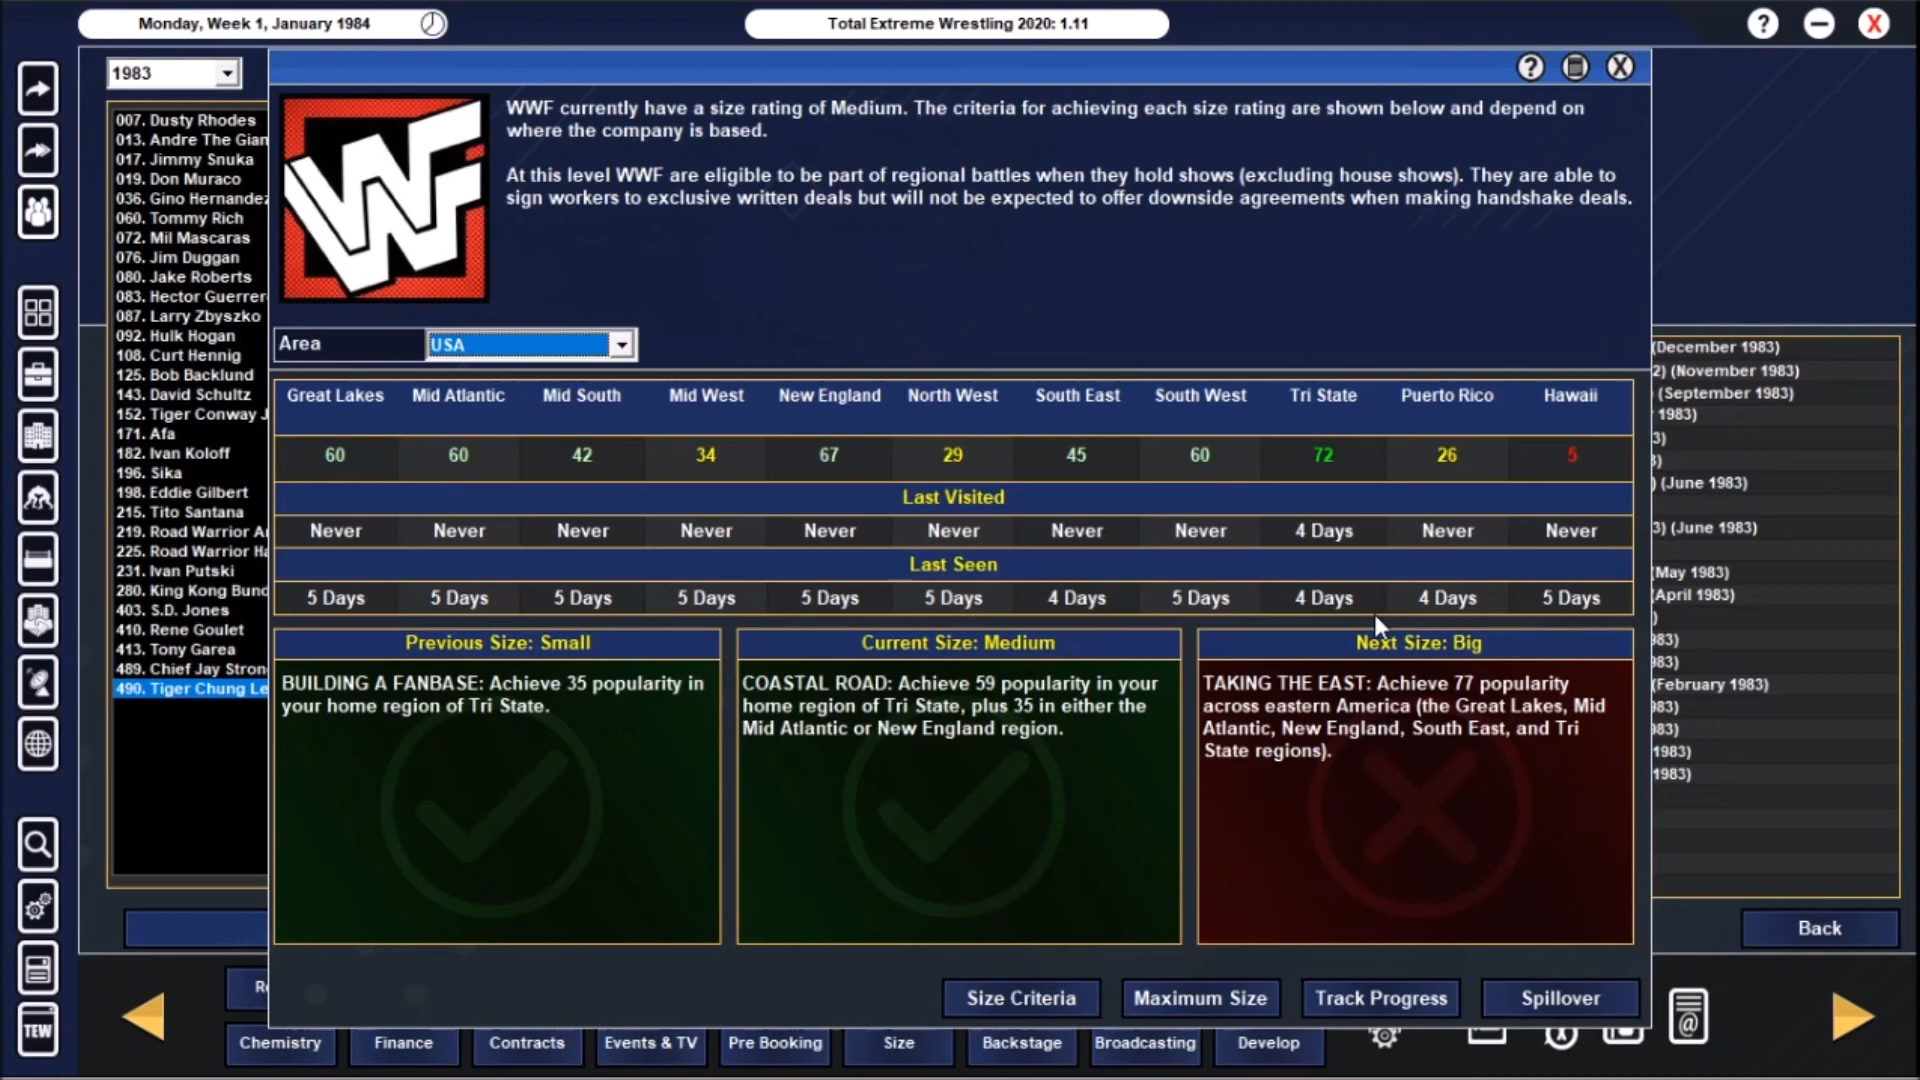 Monday, Week 1, January 1984
Total Extreme Wrestling 2020: 1.11
?
X
1983
007. Dusty Rhodes
013. Andre The Gian
017. Jimmy Snuka
019. Don Muraco
036. Gino Hernandez
060. Tommy Rich
072. Mil Mascaras
076. Jim Duggan
080. Jake Roberts
083. Hector Guerrer
087. Larry Zbyszko
092. Hulk Hogan
108. Curt Hennig
125. Bob Backlund
143. David Schultz
152. Tiger Conway J
171. Afa
182. Ivan Koloff
196. Sika
198. Eddie Gilbert
215. Tito Santana
219. Road Warrior A
225. Road Warrior Ha
231. Ivan Putski
280. King Kong Bund
403. S.D. Jones
410. Rene Goulet
413. Tony Garea
489. Chief Jay Stron
490. Tiger Chung Le
? X
WWF
WWF currently have a size rating of Medium. The criteria for achieving each size rating are shown below and depend on
where the company is based.
At this level WWF are eligible to be part of regional battles when they hold shows (excluding house shows). They are able to
sign workers to exclusive written deals but will not be expected to offer downside agreements when making handshake deals.
Area USA
Great Lakes Mid Atlantic Mid South Mid West New England North West South East South West Tri State Puerto Rico Hawaii
60 60 42 34 67 29 45 60 72 26 5
Last Visited
Never Never Never Never Never Never Never Never 4 Days Never Never
Last Seen
5 Days 5 Days 5 Days 5 Days 5 Days 5 Days 4 Days 5 Days 4 Days 4 Days 5 Days
Previous Size: Small
BUILDING A FANBASE: Achieve 35 popularity in
your home region of Tri State.
Current Size: Medium
COASTAL ROAD: Achieve 59 popularity in your
home region of Tri State, plus 35 in either the
Mid Atlantic or New England region.
Next Size: Big
TAKING THE EAST: Achieve 77 popularity
across eastern America (the Great Lakes, Mid
Atlantic, New England, South East, and Tri
State regions).
Size Criteria
Maximum Size
Track Progress
Spillover
(December 1983)
2) (November 1983)
(September 1983)
1983)
3)
3)
) (June 1983)
3) (June 1983)
(May 1983)
(April 1983)
)
983)
983)
(February 1983)
983)
983)
1983)
1983)
Back
Chemistry
Finance
Contracts
Events & TV
Pre Booking
Size
Backstage
Broadcasting
Develop
TEW
@